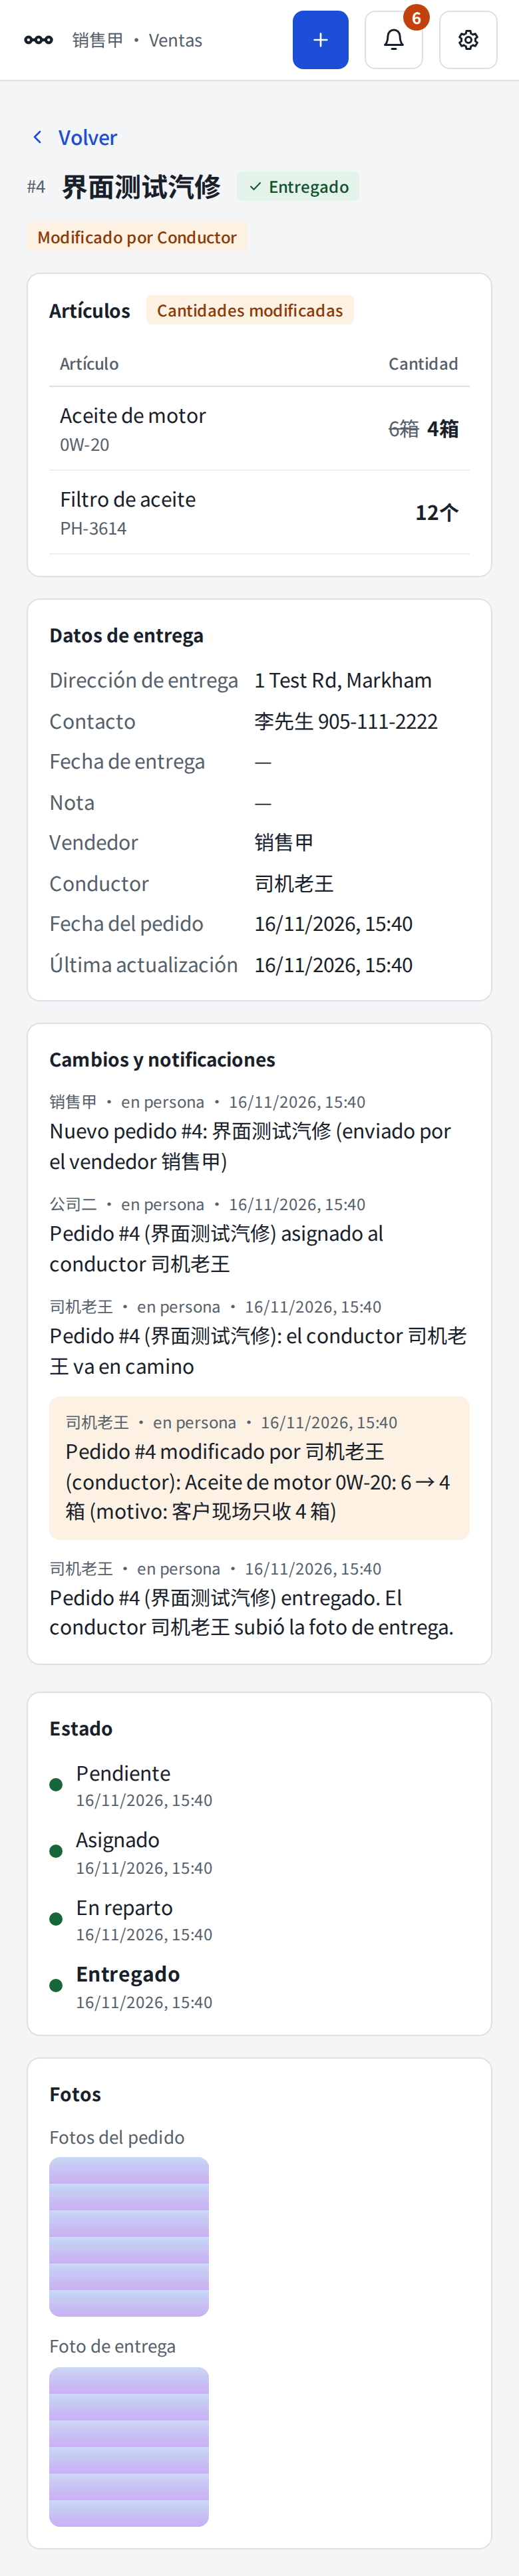 销售甲 • Ventas
6
Volver
#4 界面测试汽修 Entregado
Modificado por Conductor
Artículos Cantidades modificadas
Artículo Cantidad
Aceite de motor
0W-20
6箱 4箱
Filtro de aceite
PH-3614
12个
Datos de entrega
Dirección de entrega 1 Test Rd, Markham
Contacto 李先生 905-111-2222
Fecha de entrega —
Nota —
Vendedor 销售甲
Conductor 司机老王
Fecha del pedido 16/11/2026, 15:40
Última actualización 16/11/2026, 15:40
Cambios y notificaciones
销售甲 • en persona • 16/11/2026, 15:40
Nuevo pedido #4: 界面测试汽修 (enviado por
el vendedor 销售甲)
公司二 • en persona • 16/11/2026, 15:40
Pedido #4 (界面测试汽修) asignado al
conductor 司机老王
司机老王 • en persona • 16/11/2026, 15:40
Pedido #4 (界面测试汽修): el conductor 司机老
王 va en camino
司机老王 • en persona • 16/11/2026, 15:40
Pedido #4 modificado por 司机老王
(conductor): Aceite de motor 0W-20: 6 → 4
箱 (motivo: 客户现场只收 4 箱)
司机老王 • en persona • 16/11/2026, 15:40
Pedido #4 (界面测试汽修) entregado. El
conductor 司机老王 subió la foto de entrega.
Estado
Pendiente
16/11/2026, 15:40
Asignado
16/11/2026, 15:40
En reparto
16/11/2026, 15:40
Entregado
16/11/2026, 15:40
Fotos
Fotos del pedido
Foto de entrega